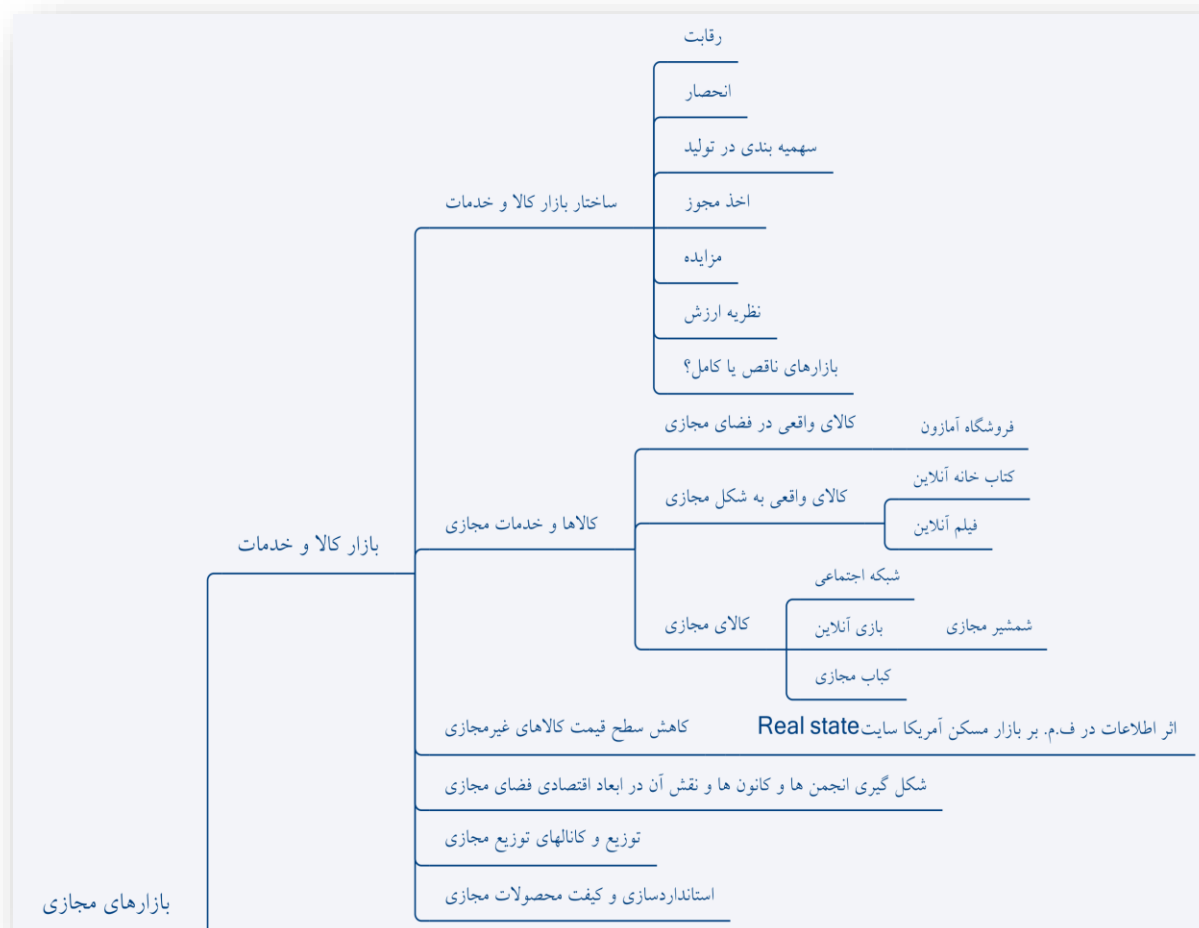 رقابت
انحصار
سهمیه بندی در تولید
ساختار بازار کالا و خدمات
اخذ مجوز
مزایده
نظریه ارزش
بازارهای ناقص یا کامل؟
کالای واقعی در فضای مجازی
فروشگاه آمازون
کتاب خانه آنلاین
کالای واقعی به شکل مجازی
فیلم آنلاین
کالاها و خدمات مجازی
بازار کالا و خدمات
شبکه اجتماعی
کالای مجازی
بازی آنلاین
شمشیر مجازی
کباب مجازی
کاهش سطح قیمت کالاهای غیرمجازی
اثر اطلاعات در ف.م. بر بازار مسکن آمریکا سایت Real state
شکل گیری انجمن ها و کانون ها و نقش آن در ابعاد اقتصادی فضای مجازی
توزیع و کانالهای توزیع مجازی
استانداردسازی و کیفت محصولات مجازی
بازارهای مجازی